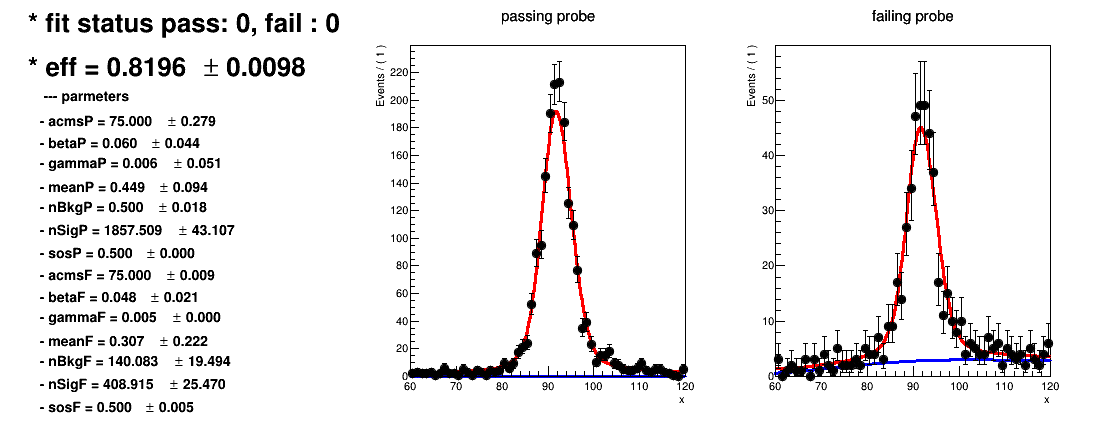 * fit status pass: 0, fail : 0
* eff = 0.8196 ± 0.0098
--- parmeters
- acmsP = 75.000 ± 0.279
- betaP = 0.060 ± 0.044
- gammaP = 0.006 ± 0.051
- meanP = 0.449 ± 0.094
- nBkgP = 0.500 ± 0.018
- nSigP = 1857.509 ± 43.107
- sosP = 0.500 ± 0.000
- acmsF = 75.000 ± 0.009
- betaF = 0.048 ± 0.021
- gammaF = 0.005 ± 0.000
- meanF = 0.307 ± 0.222
- nBkgF = 140.083 ± 19.494
- nSigF = 408.915 ± 25.470
- sosF = 0.500 ± 0.005
passing probe
Events / ( 1 )
220
200
180
160
140
120
100
80
60
40
20
0
60 70 80 90 100 110 120
x
failing probe
Events / ( 1 )
50
40
30
20
10
0
60 70 80 90 100 110 120
x